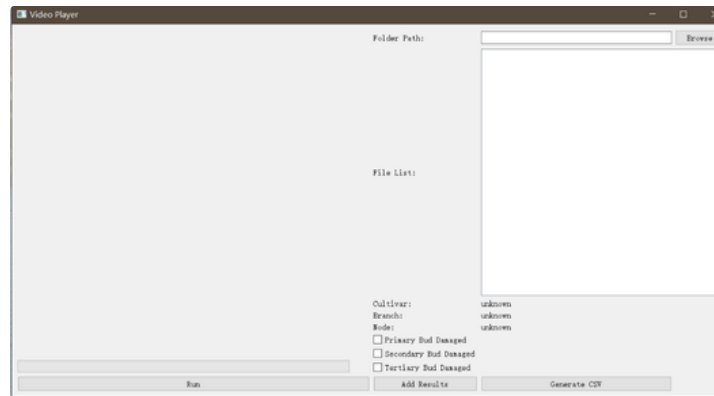 Video Player
Folder Path:
Browse
File List:
Cultivar: unknown
Branch: unknown
Node: unknown
Primary Bud Damaged
Secondary Bud Damaged
Tertiary Bud Damaged
Run
Add Results
Generate CSV